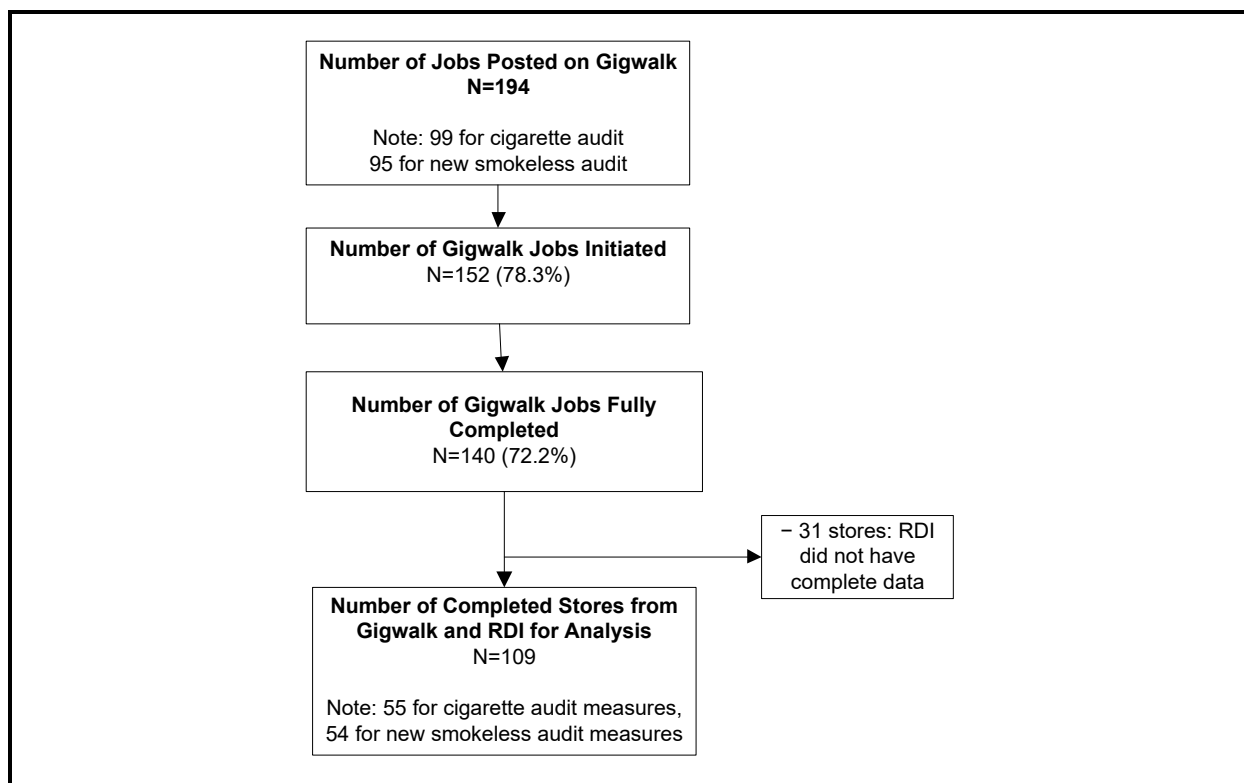 Number of Jobs Posted on Gigwalk
N=194
Note: 99 for cigarette audit
95 for new smokeless audit
Number of Gigwalk Jobs Initiated
N=152 (78.3%)
Number of Gigwalk Jobs Fully
Completed
N=140 (72.2%)
− 31 stores: RDI
did not have
complete data
Number of Completed Stores from
Gigwalk and RDI for Analysis
N=109
Note: 55 for cigarette audit measures,
54 for new smokeless audit measures